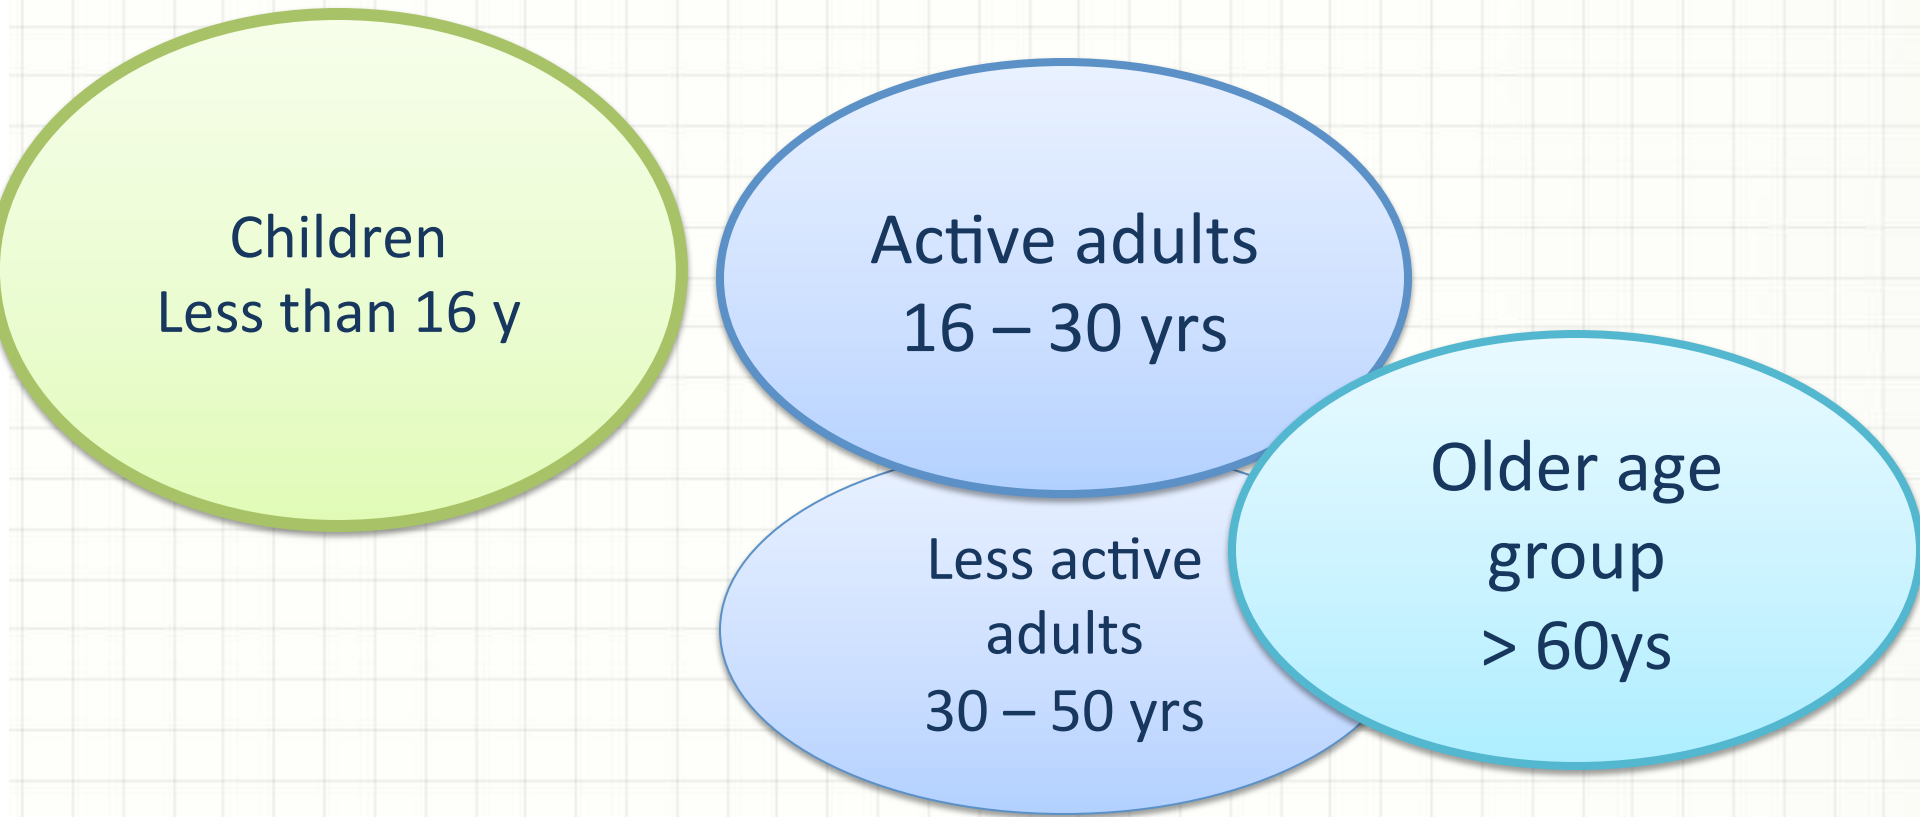 Children
Less than 16 y
Active adults
16 – 30 yrs
Less active
adults
30 – 50 yrs
Older age
group
> 60ys